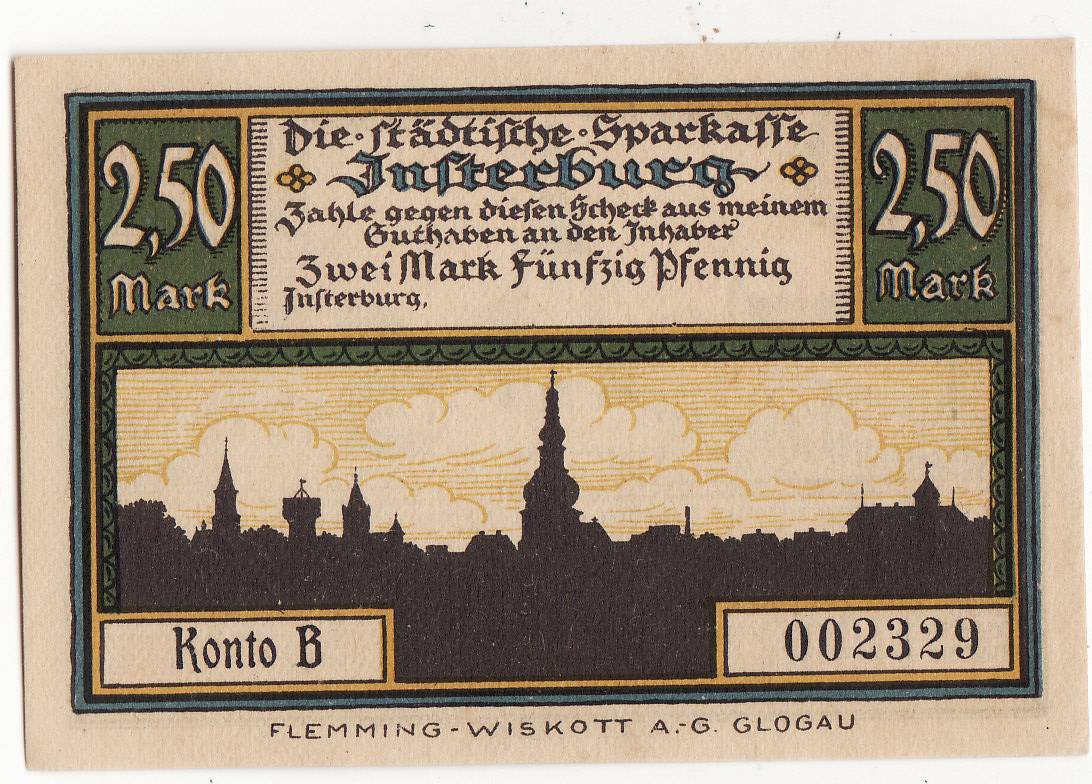 2,50
Mark
Die städtische Sparkasse
Insterburg
Zahle gegen diesen Scheck aus meinem
Guthaben an den Inhaber
Zwei Mark Fünfzig Pfennig
Insterburg,
2,50
Mark
Konto B
002329
FLEMMING-WISKOTT A.-G. GLOGAU